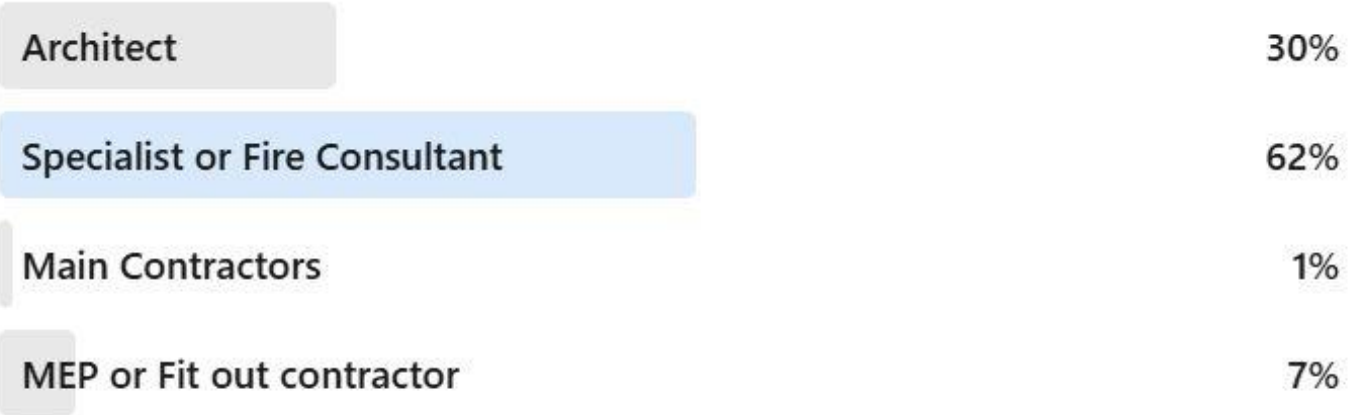 Architect 30%
Specialist or Fire Consultant 62%
Main Contractors 1%
MEP or Fit out contractor 7%